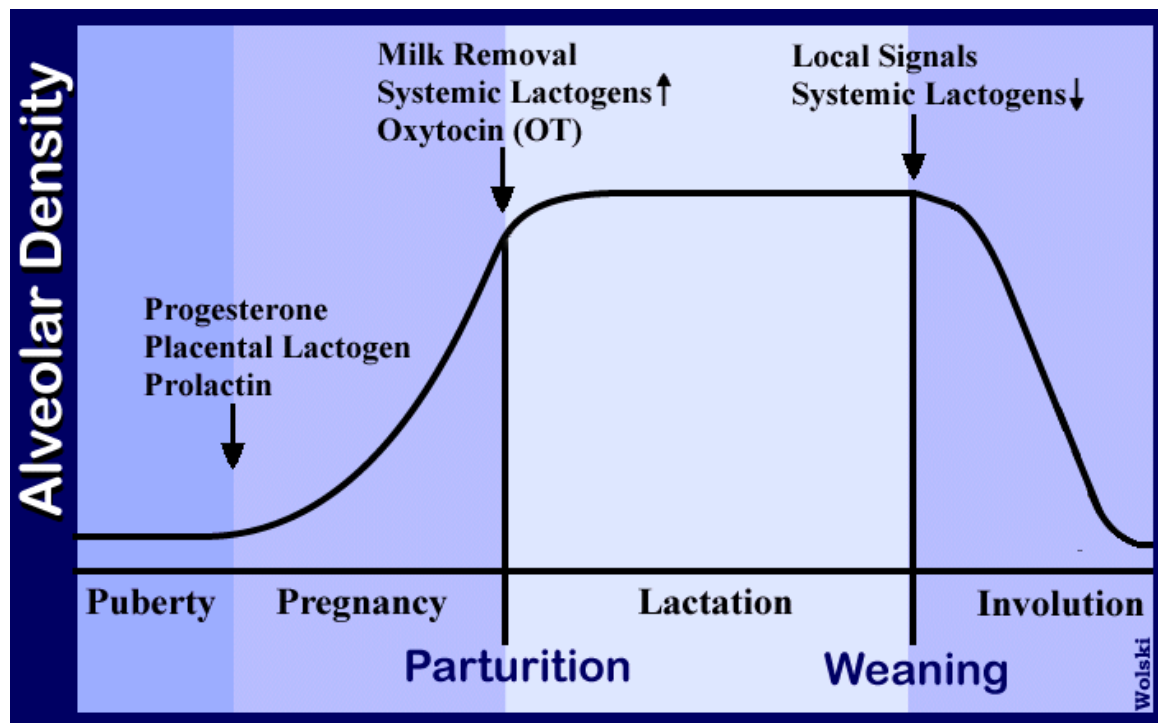 Alveolar Density
Milk Removal
Systemic Lactogens↑
Oxytocin (OT)
Local Signals
Systemic Lactogens↓
Progesterone
Placental Lactogen
Prolactin
Puberty
Pregnancy
Lactation
Involution
Parturition
Weaning
Wolski